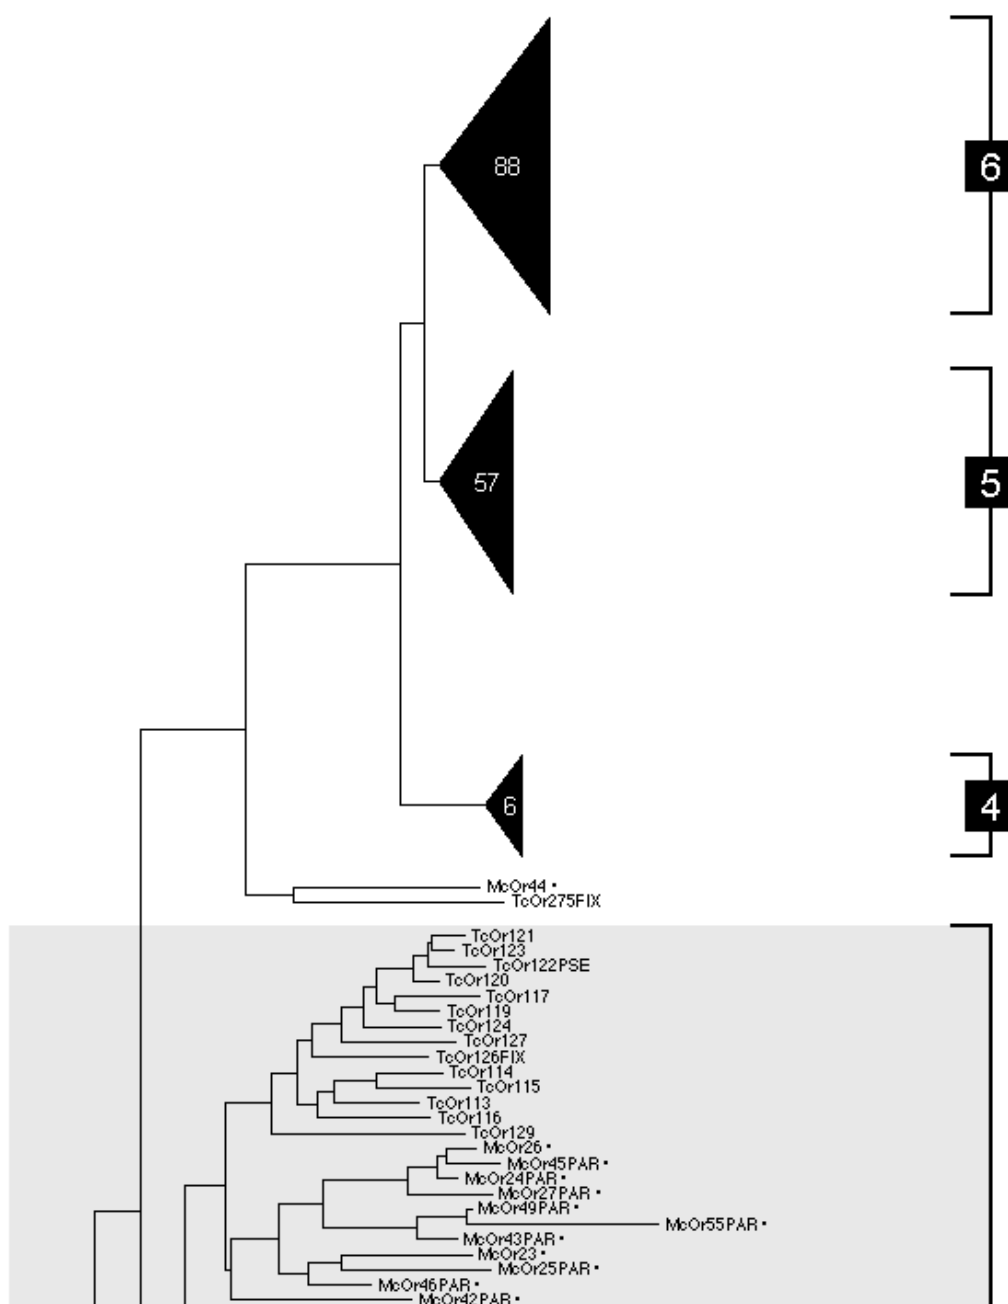 88
6
57
5
6
4
McOr44 •
TcOr275FIX
TcOr121
TcOr123
TcOr122PSE
TcOr120
TcOr117
TcOr119
TcOr124
TcOr127
TcOr126FIX
TcOr114
TcOr115
TcOr113
TcOr116
TcOr129
McOr26 •
McOr45PAR •
McOr24PAR •
McOr27PAR •
McOr49PAR •
McOr55PAR •
McOr43PAR •
McOr23 •
McOr25PAR •
McOr46PAR •
McOr42PAR •